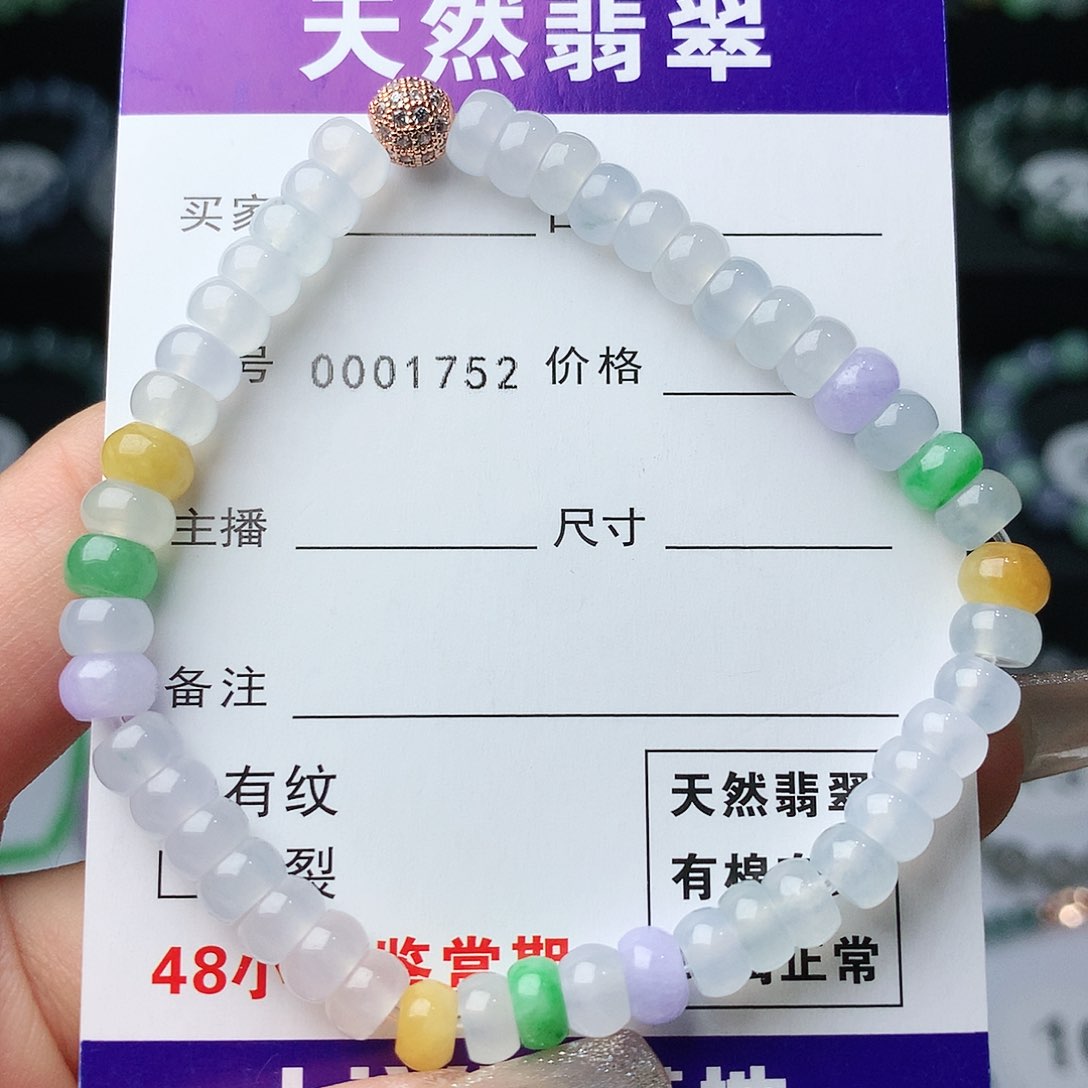 天然翡翠
买家
号 0001752 价格
主播 尺寸
备注
有纹
裂
天然翡翠
有棉
正常
48小 鉴赏期